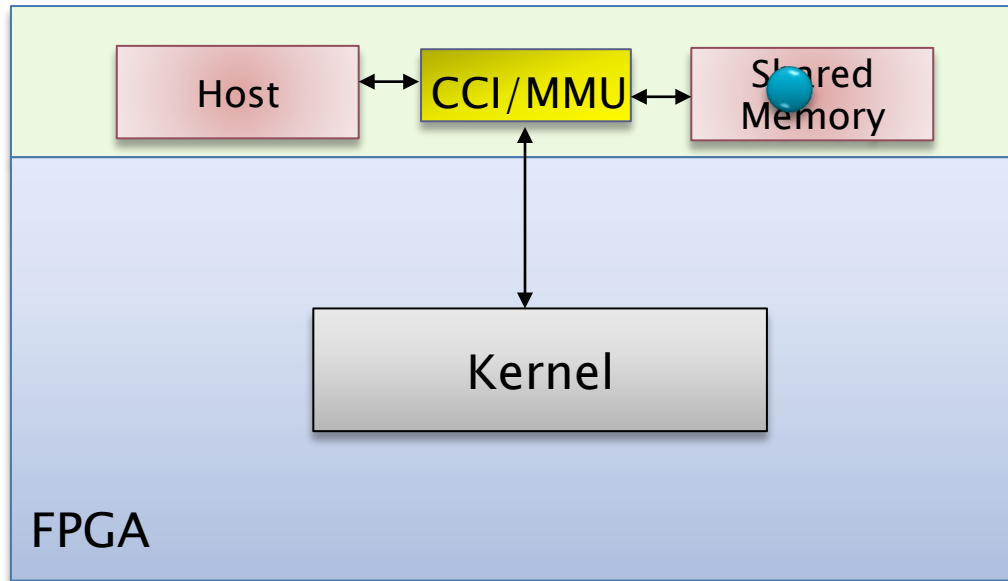 Host
CCI/MMU
Shared
Memory
Kernel
FPGA